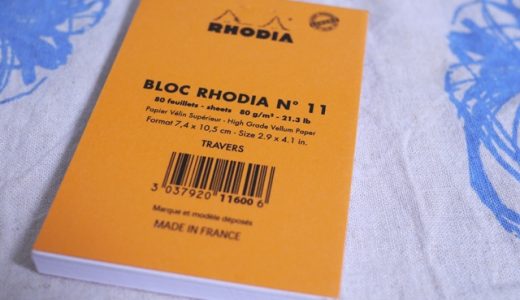 RHODIA
BLOC RHODIA N° 11
80 feuillets - sheets 80 g/m² - 21.3 lb
Papier Vélin Supérieur - High Grade Vellum Paper
Format 7,4 x 10,5 cm - Size 2.9 x 4.1 in.
TRAVERS
3 037920 116006
Marque et modèle déposés
MADE IN FRANCE